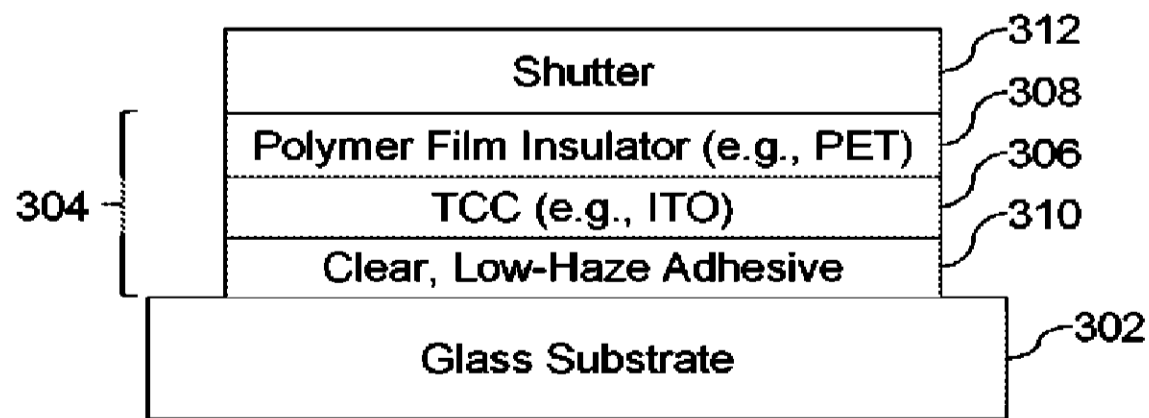 Shutter 312
Polymer Film Insulator (e.g., PET) 308
304 TCC (e.g., ITO) 306
Clear, Low-Haze Adhesive 310
Glass Substrate 302